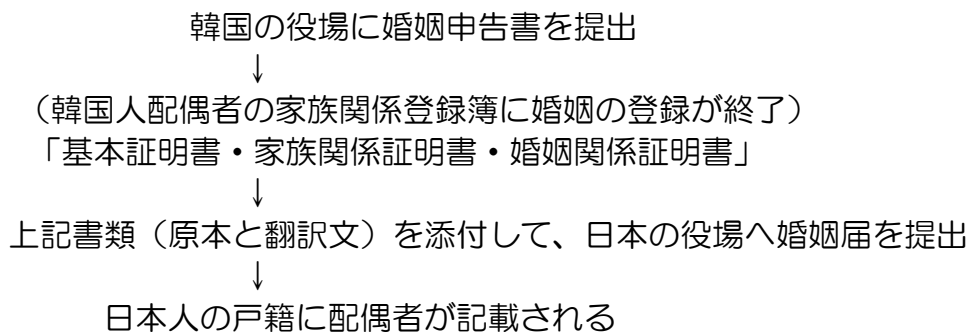 韓国の役場に婚姻申告書を提出
↓
（韓国人配偶者の家族関係登録簿に婚姻の登録が終了）
「基本証明書・家族関係証明書・婚姻関係証明書」
↓
上記書類（原本と翻訳文）を添付して、日本の役場へ婚姻届を提出
↓
日本人の戸籍に配偶者が記載される